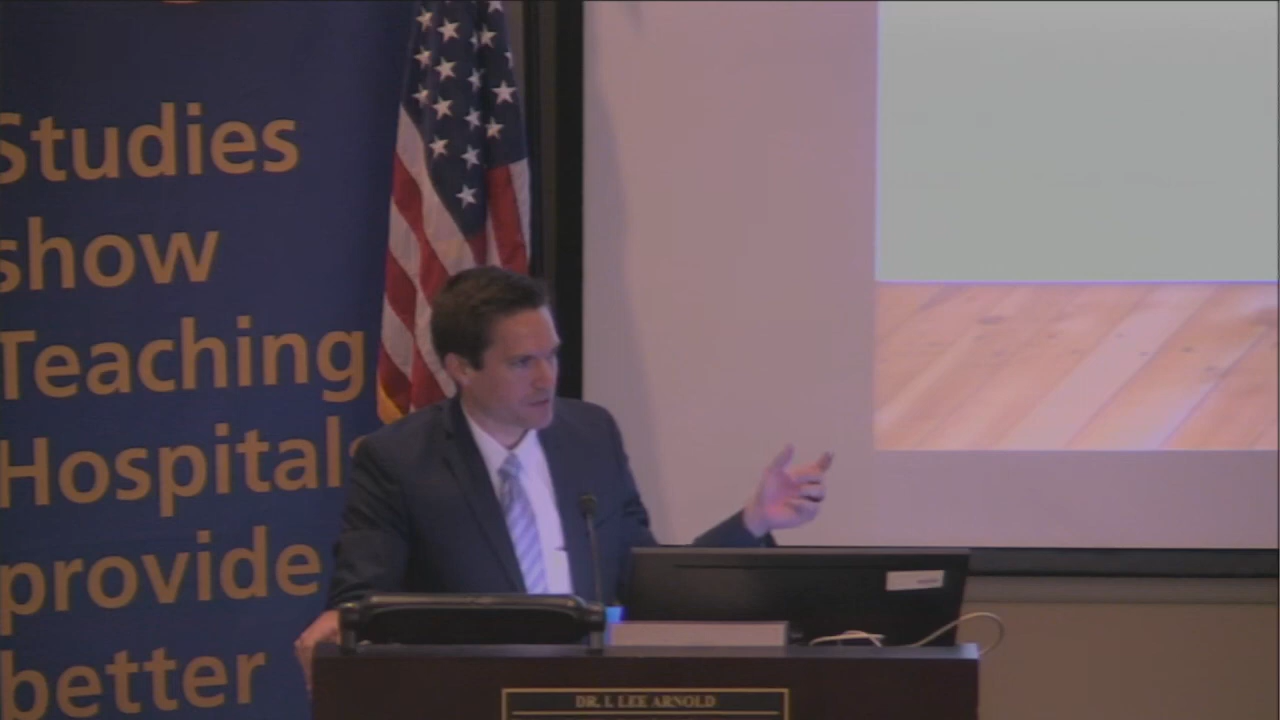 Studies
show
Teaching
Hospitals
provide
better
DR. I. LEE ARNOLD